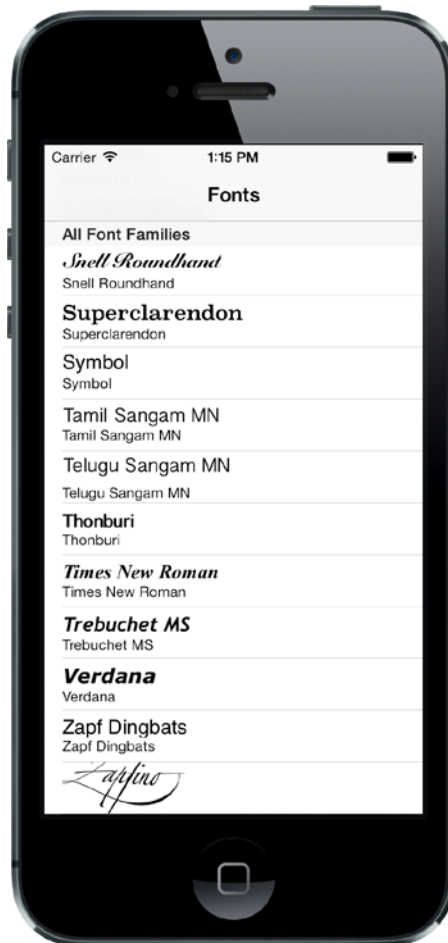 Carrier 1:15 PM
Fonts
All Font Families
Snell Roundhand
Snell Roundhand
Superclarendon
Superclarendon
Symbol
Symbol
Tamil Sangam MN
Tamil Sangam MN
Telugu Sangam MN
Telugu Sangam MN
Thonburi
Thonburi
Times New Roman
Times New Roman
Trebuchet MS
Trebuchet MS
Verdana
Verdana
Zapf Dingbats
Zapf Dingbats
Zapfino